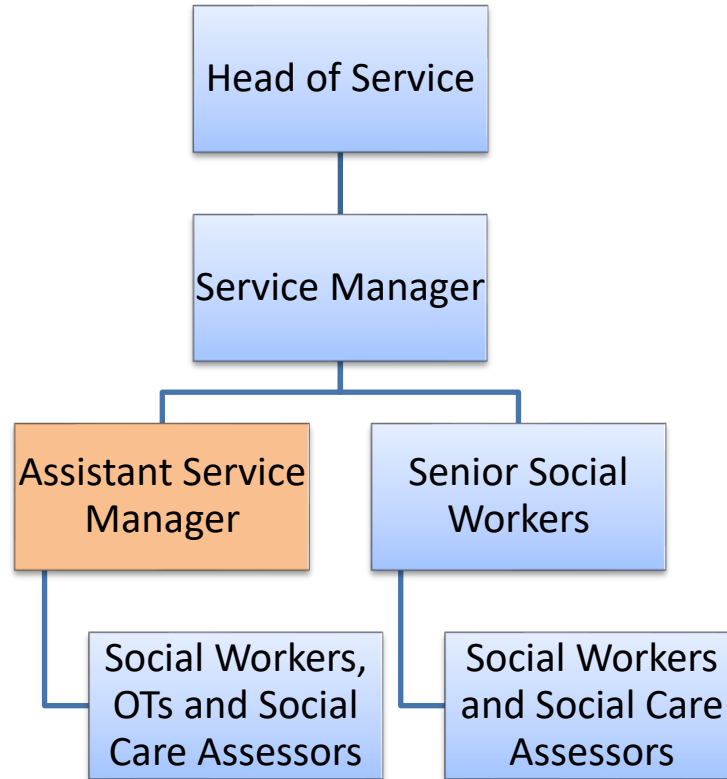 Head of Service
Service Manager
Assistant Service
Manager
Senior Social
Workers
Social Workers,
OTs and Social
Care Assessors
Social Workers
and Social Care
Assessors